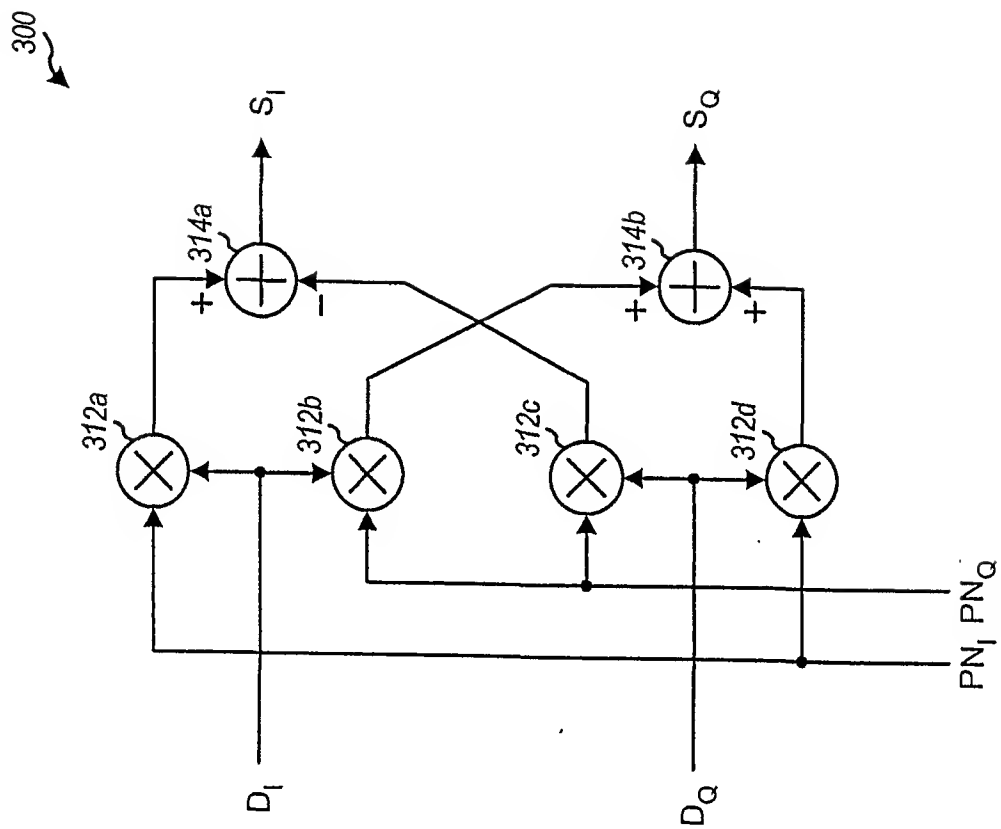 300
S_I
S_Q
314a
+
−
314b
+
+
312a
312b
312c
312d
D_I
D_Q
PN_I
PN_Q